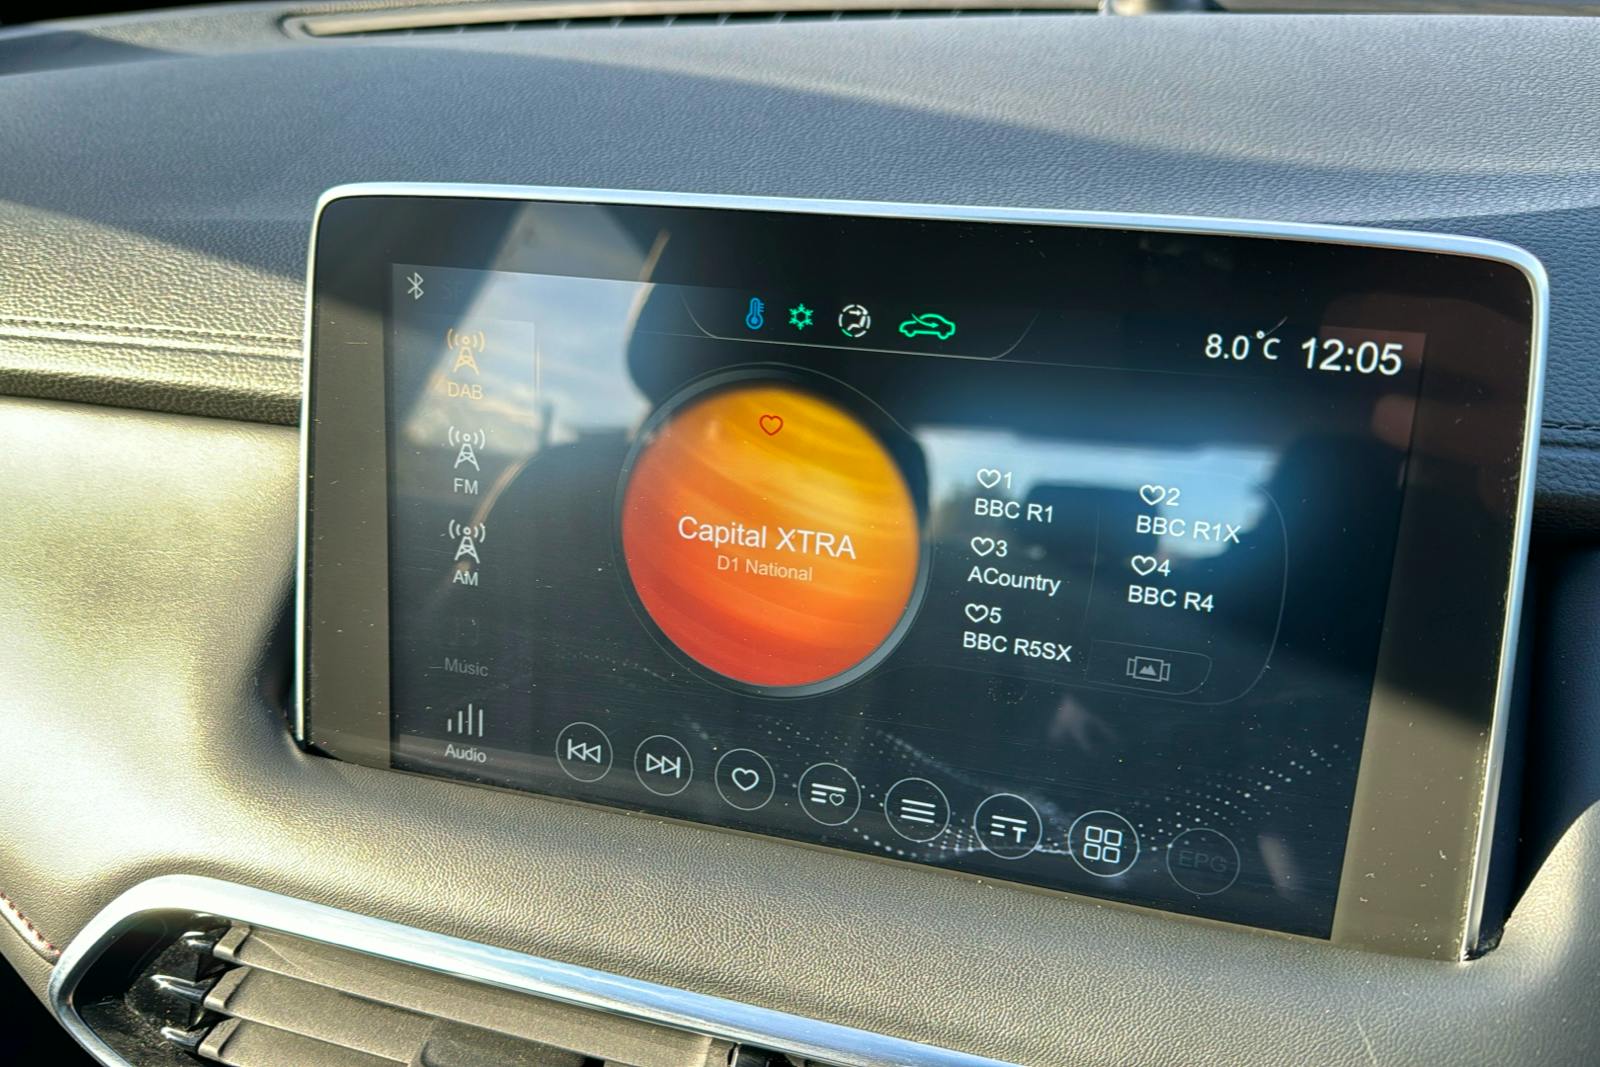 8.0°C 12:05
DAB
FM
AM
Music
Audio
Capital XTRA
D1 National
1
BBC R1
2
BBC R1X
3
ACountry
4
BBC R4
5
BBC R5SX
T
EPG